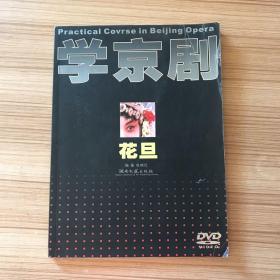 Practical Covrse in Beijing Opera
学京剧
花旦
DVD